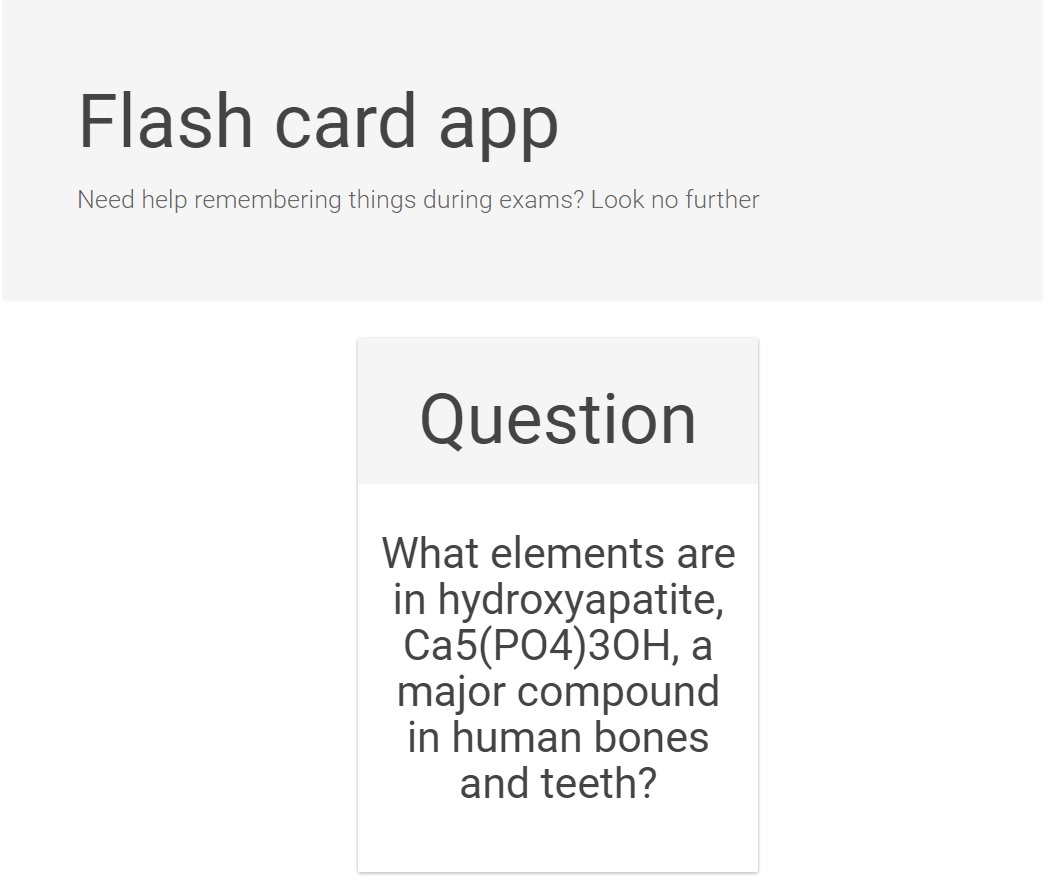 Flash card app
Need help remembering things during exams? Look no further
Question
What elements are
in hydroxyapatite,
Ca5(PO4)3OH, a
major compound
in human bones
and teeth?